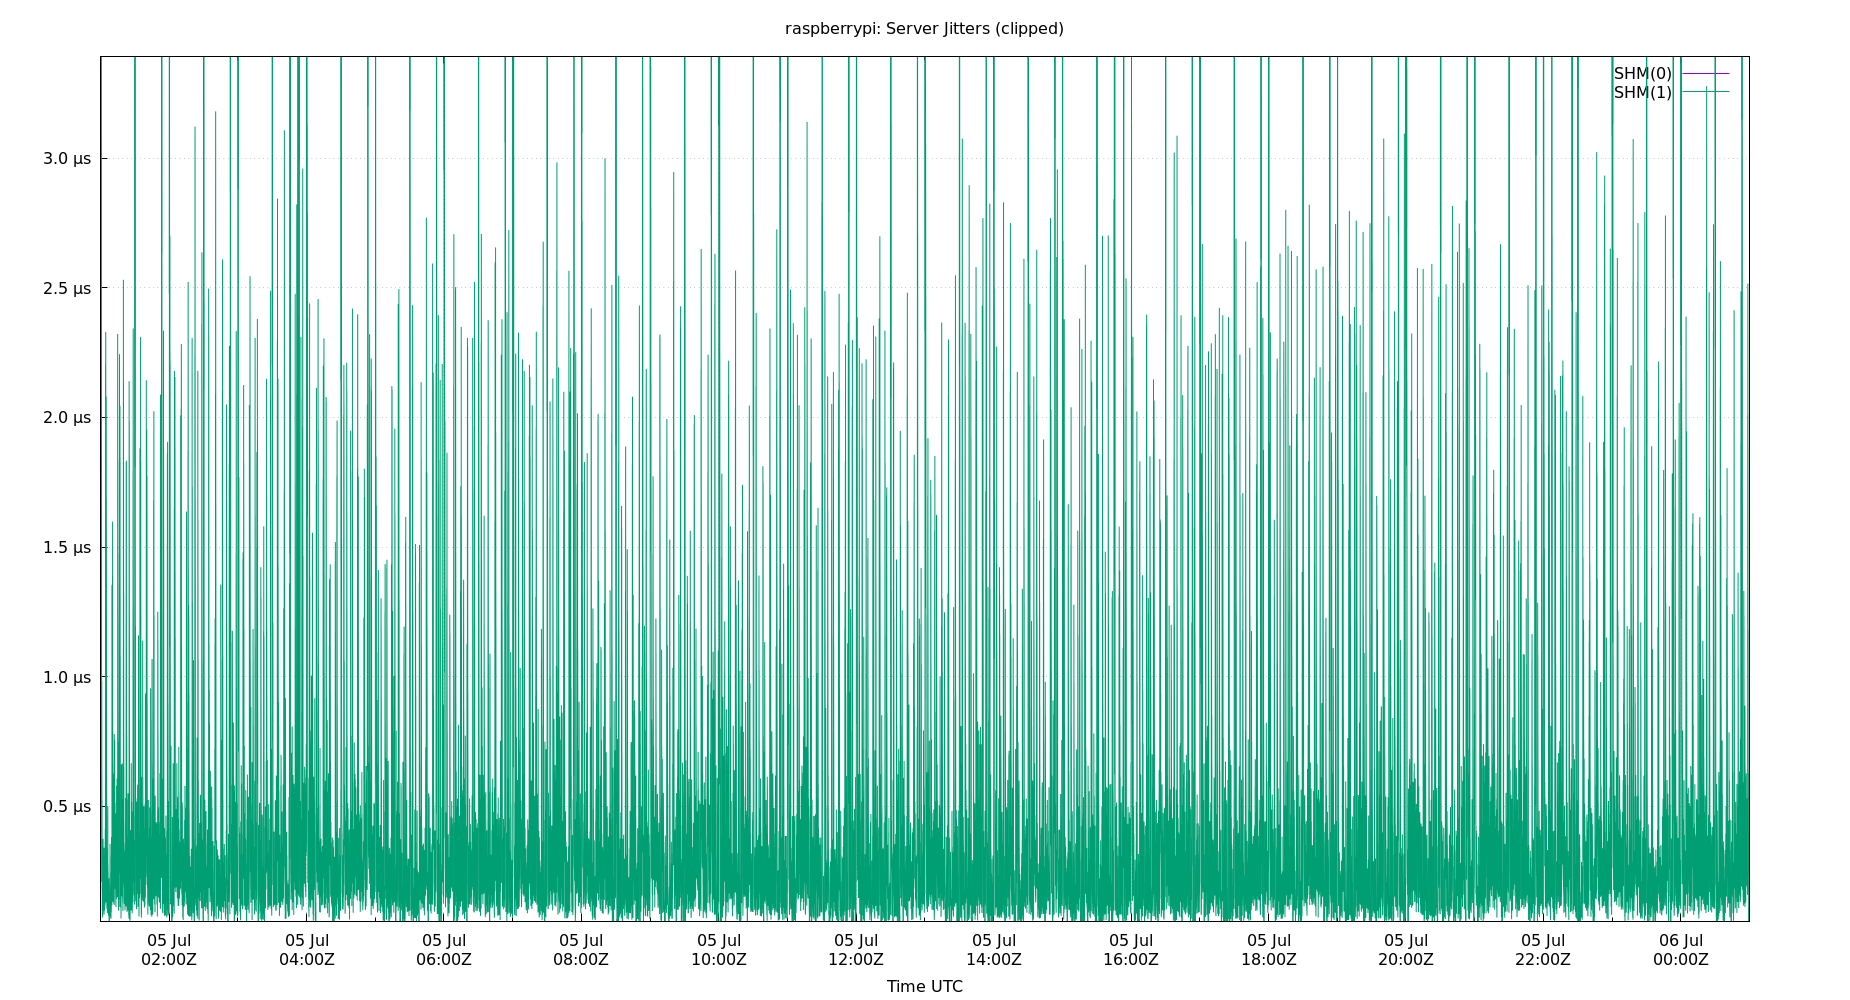 raspberrypi: Server Jitters (clipped)
SHM(0)
SHM(1)
3.0 µs
2.5 µs
2.0 µs
1.5 µs
1.0 µs
0.5 µs
05 Jul 05 Jul 05 Jul 05 Jul 05 Jul 05 Jul 05 Jul 05 Jul 05 Jul 05 Jul 05 Jul 06 Jul
02:00Z 04:00Z 06:00Z 08:00Z 10:00Z 12:00Z 14:00Z 16:00Z 18:00Z 20:00Z 22:00Z 00:00Z
Time UTC